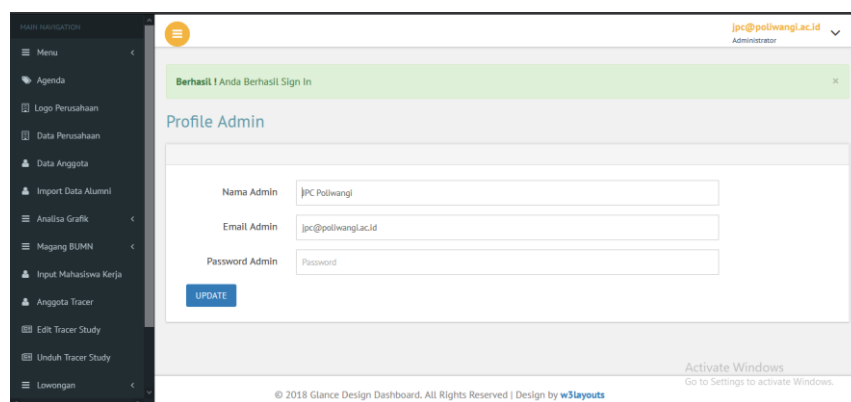 MAIN NAVIGATION
Menu
Agenda
Logo Perusahaan
Data Perusahaan
Data Anggota
Import Data Alumni
Analisa Grafik
Magang BUMN
Input Mahasiswa Kerja
Anggota Tracer
Edit Tracer Study
Unduh Tracer Study
Lowongan
jpc@poliwangi.ac.id
Administrator
Berhasil ! Anda Berhasil Sign In
×
Profile Admin
Nama Admin
JPC Poliwangi
Email Admin
jpc@poliwangi.ac.id
Password Admin
Password
UPDATE
Activate Windows
Go to Settings to activate Windows.
© 2018 Glance Design Dashboard. All Rights Reserved | Design by w3layouts